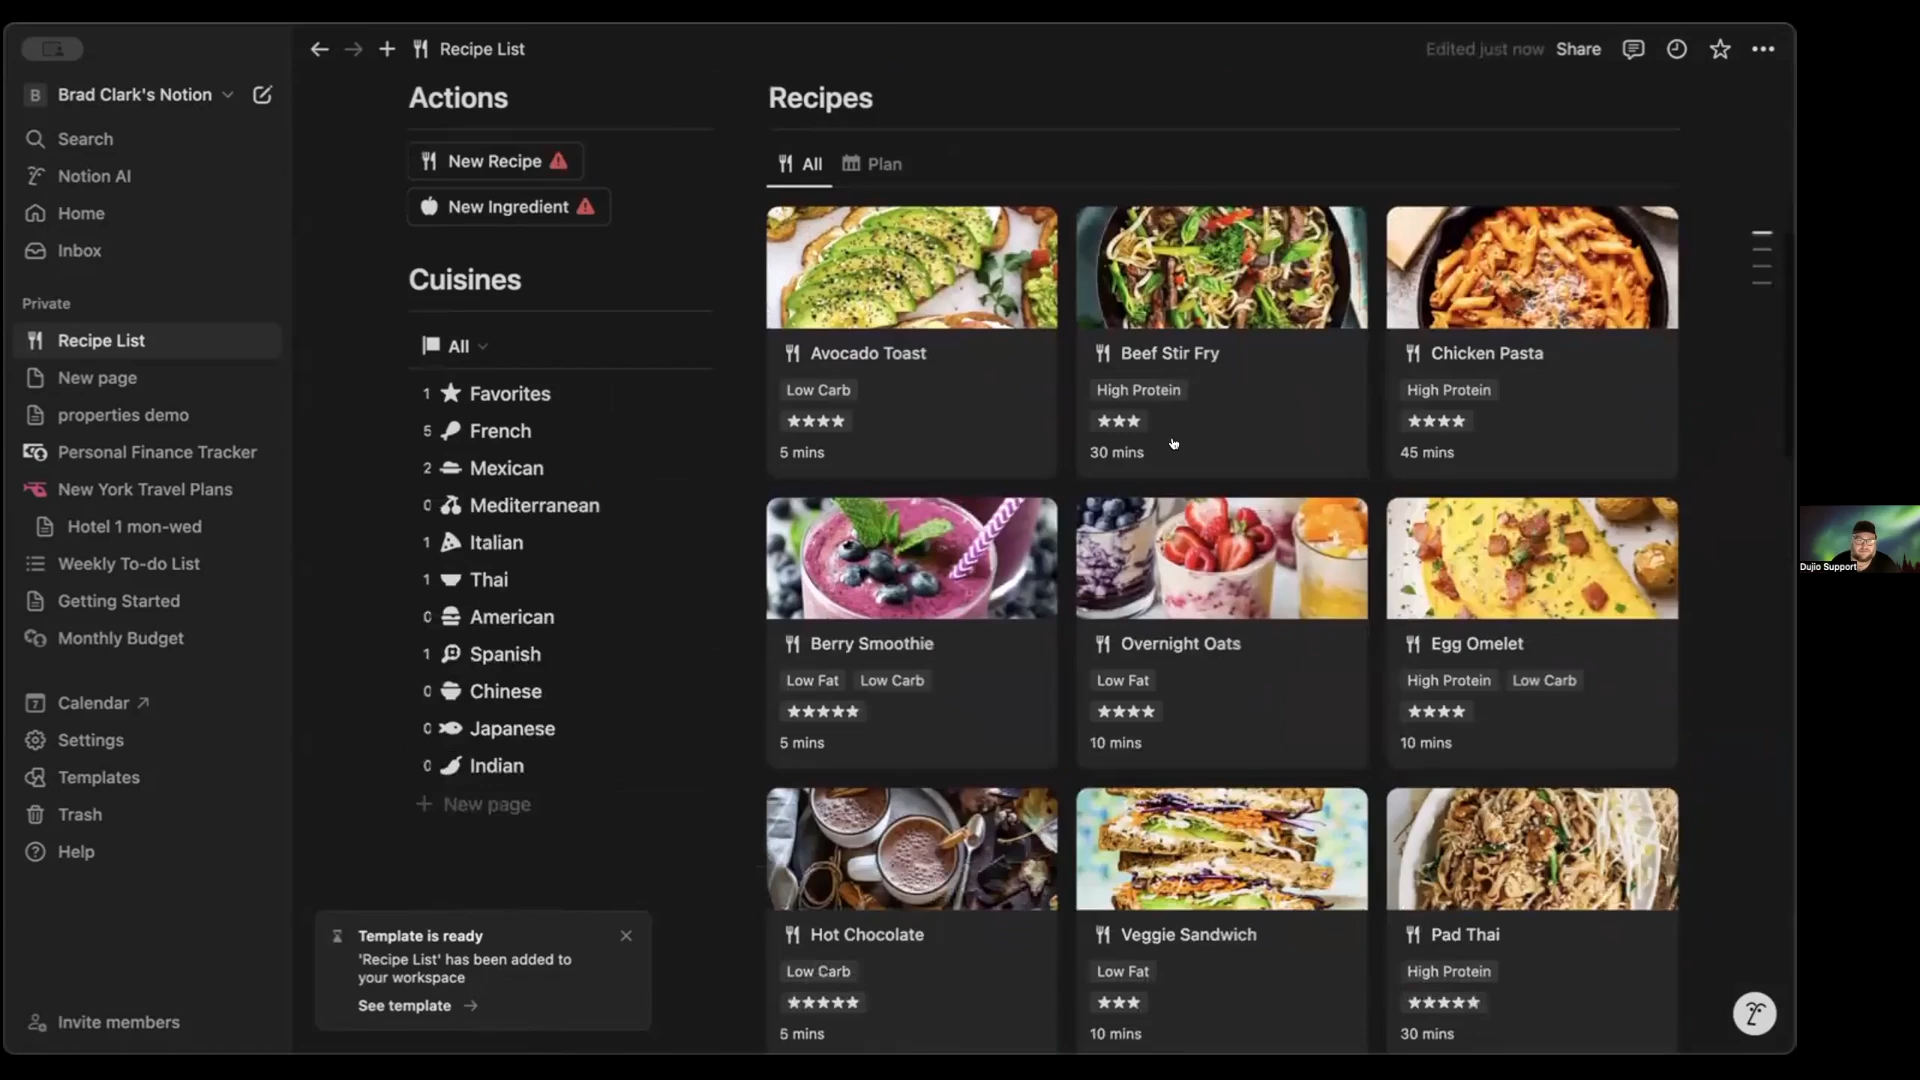 Recipe List
Edited just now
Share
B
Brad Clark's Notion
Search
Notion AI
Home
Inbox
Private
Recipe List
New page
properties demo
Personal Finance Tracker
New York Travel Plans
Hotel 1 mon-wed
Weekly To-do List
Getting Started
Monthly Budget
7
Calendar
Settings
Templates
Trash
Help
Invite members
Actions
New Recipe
New Ingredient
Cuisines
All
1 Favorites
5 French
2 Mexican
0 Mediterranean
1 Italian
1 Thai
0 American
1 Spanish
0 Chinese
0 Japanese
0 Indian
New page
Template is ready
'Recipe List' has been added to
your workspace
See template
Recipes
All
Plan
Avocado Toast
Low Carb
★★★★
5 mins
Beef Stir Fry
High Protein
★★★
30 mins
Chicken Pasta
High Protein
★★★★
45 mins
Berry Smoothie
Low Fat Low Carb
★★★★★
5 mins
Overnight Oats
Low Fat
★★★★
10 mins
Egg Omelet
High Protein Low Carb
★★★★
10 mins
Hot Chocolate
Low Carb
★★★★★
5 mins
Veggie Sandwich
Low Fat
★★★
10 mins
Pad Thai
High Protein
★★★★★
30 mins
Dujio Support